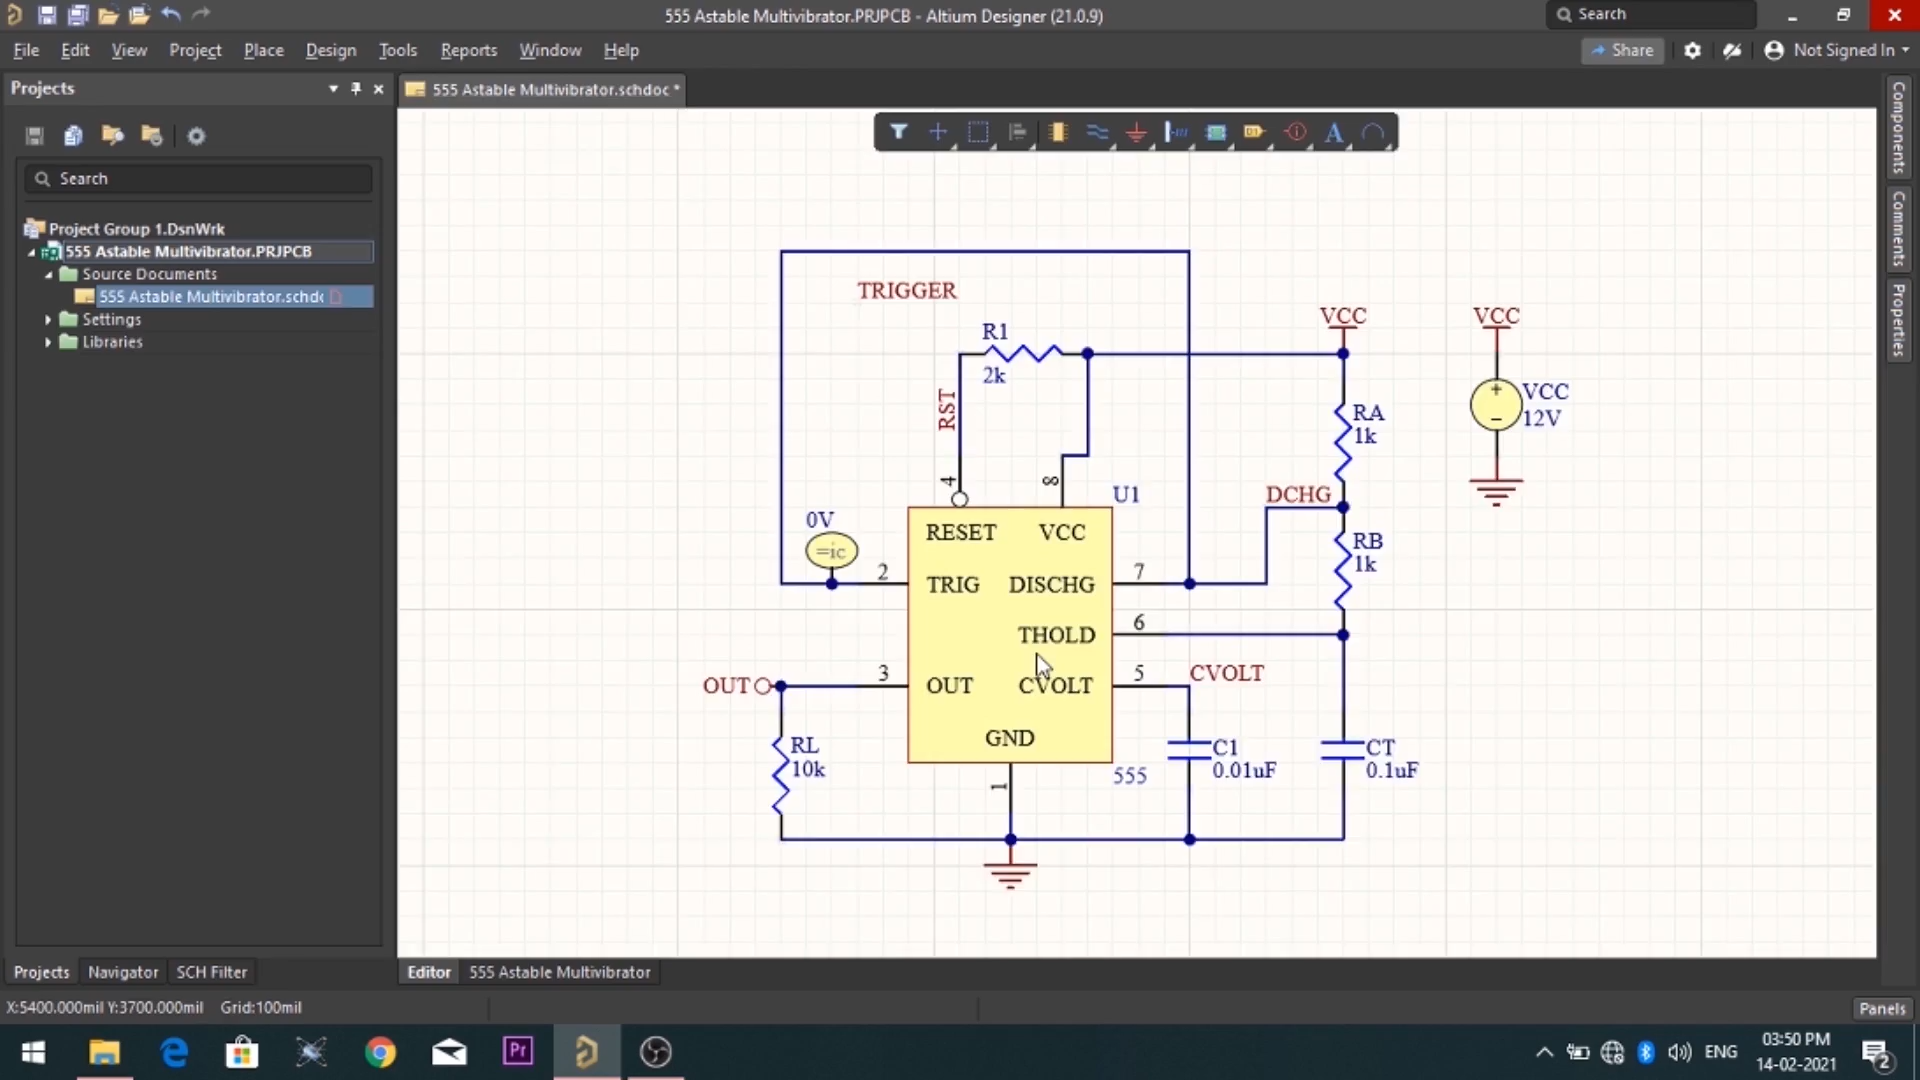 555 Astable Multivibrator.PRJPCB - Altium Designer (21.0.9)
Search
File Edit View Project Place Design Tools Reports Window Help
Share
Not Signed In
Projects
555 Astable Multivibrator.schdoc *
Search
Project Group 1.DsnWrk
555 Astable Multivibrator.PRJPCB
Source Documents
555 Astable Multivibrator.schdc
Settings
Libraries
Components
Comments
Properties
A
TRIGGER
R1
2k
RST
VCC
VCC
VCC
12V
RA
1k
4
8
U1
DCHG
0V
=ic
RESET VCC
RB
1k
2
TRIG DISCHG
7
THOLD
6
OUT
3
OUT CVOLT
5
CVOLT
GND
RL
10k
C1
0.01uF
CT
0.1uF
1
555
Projects Navigator SCH Filter
Editor 555 Astable Multivibrator
X:5400.000mil Y:3700.000mil Grid:100mil
Panels
Pr
ENG
03:50 PM
14-02-2021
2